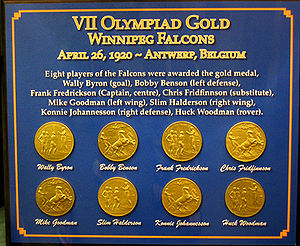 VII OLYMPIAD GOLD
WINNIPEG FALCONS
APRIL 26, 1920 ~ ANTWERP, BELGIUM
Eight players of the Falcons were awarded the gold medal,
Wally Byron (goal), Bobby Benson (left defense),
Frank Fredrickson (Captain, centre), Chris Fridfinnson (substitute),
Mike Goodman (left wing), Slim Halderson (right wing),
Konnie Johannesson (right defense), Huck Woodman (rover).
Wally Byron Bobby Benson Frank Fredrickson Chris Fridfinnson
Mike Goodman Slim Halderson Konnie Johannesson Huck Woodman